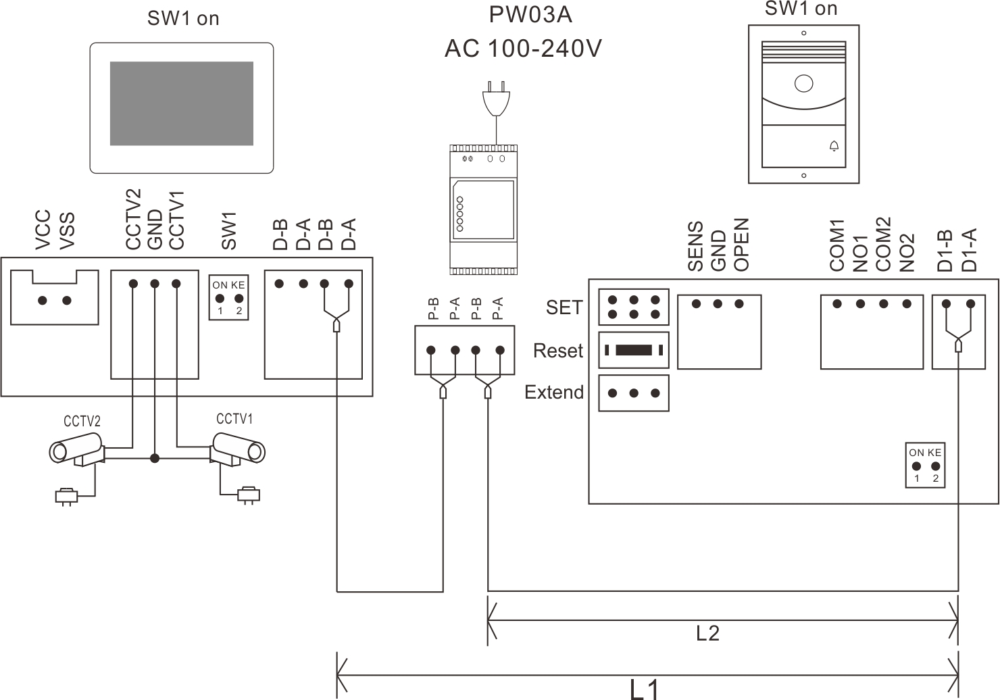 SW1 on
PW03A
AC 100-240V
SW1 on
VCC
VSS
CCTV2
GND
CCTV1
SW1
D-B
D-A
D-B
D-A
ON KE
1 2
CCTV2
CCTV1
P-B
P-A
P-B
P-A
SENS
GND
OPEN
COM1
NO1
COM2
NO2
D1-B
D1-A
SET
Reset
Extend
ON KE
1 2
L2
L1